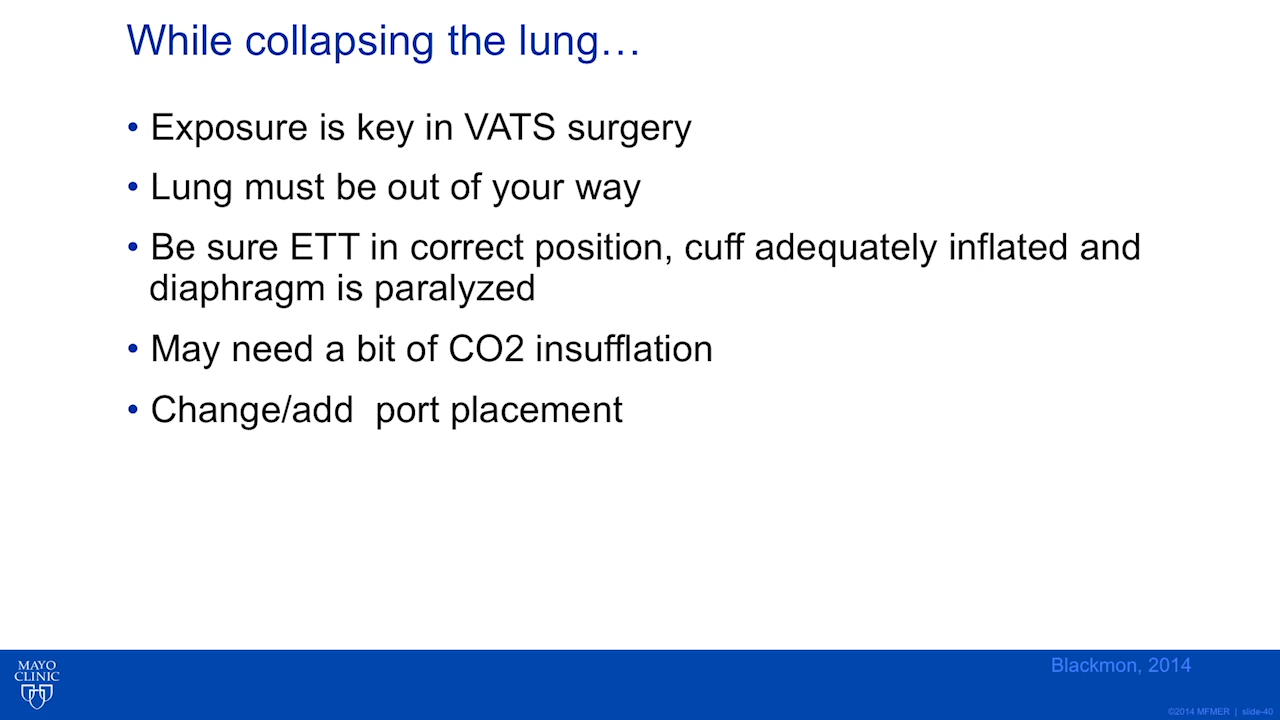 While collapsing the lung…
• Exposure is key in VATS surgery
• Lung must be out of your way
• Be sure ETT in correct position, cuff adequately inflated and
diaphragm is paralyzed
• May need a bit of CO2 insufflation
• Change/add  port placement
MAYO
CLINIC
Blackmon, 2014
©2014 MFMER | slide-40